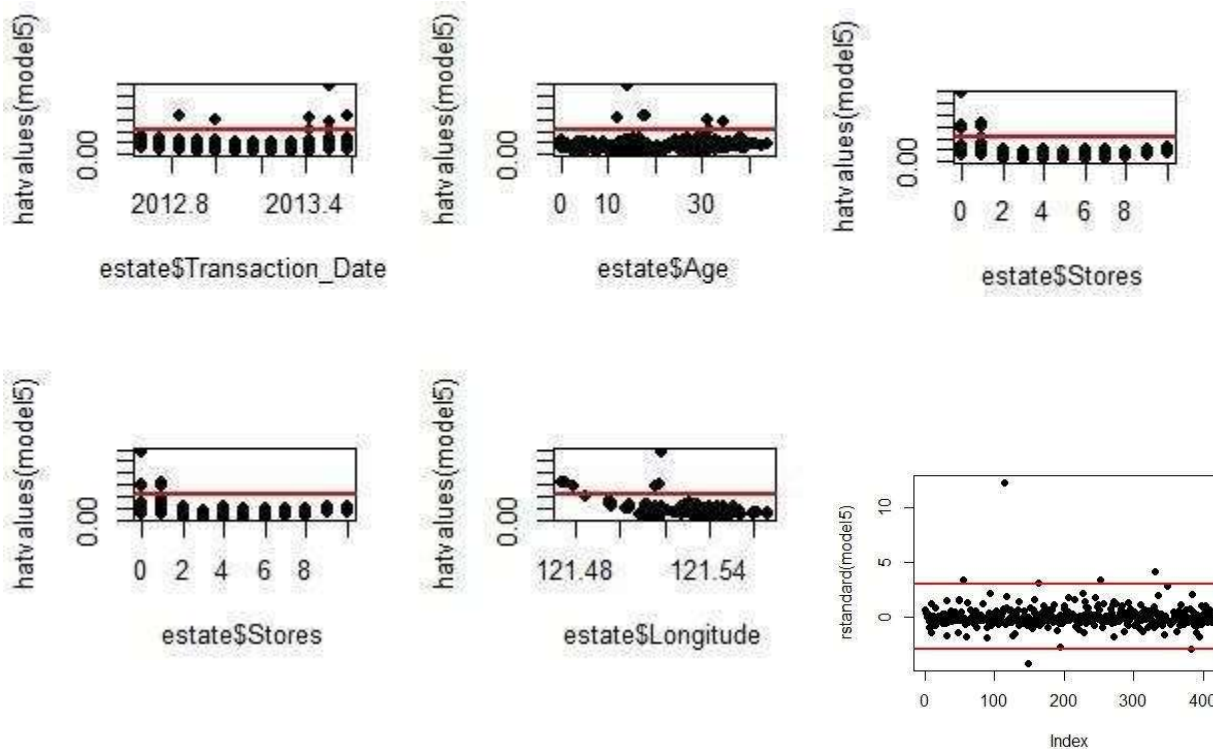 hatvalues(model5)
0.00
2012.8 2013.4
estate$Transaction_Date
hatvalues(model5)
0.00
0 10 30
estate$Age
hatvalues(model5)
0.00
0 2 4 6 8
estate$Stores
hatvalues(model5)
0.00
0 2 4 6 8
estate$Stores
hatvalues(model5)
0.00
121.48 121.54
estate$Longitude
rstandard(model5)
10
5
0
0 100 200 300 400
Index